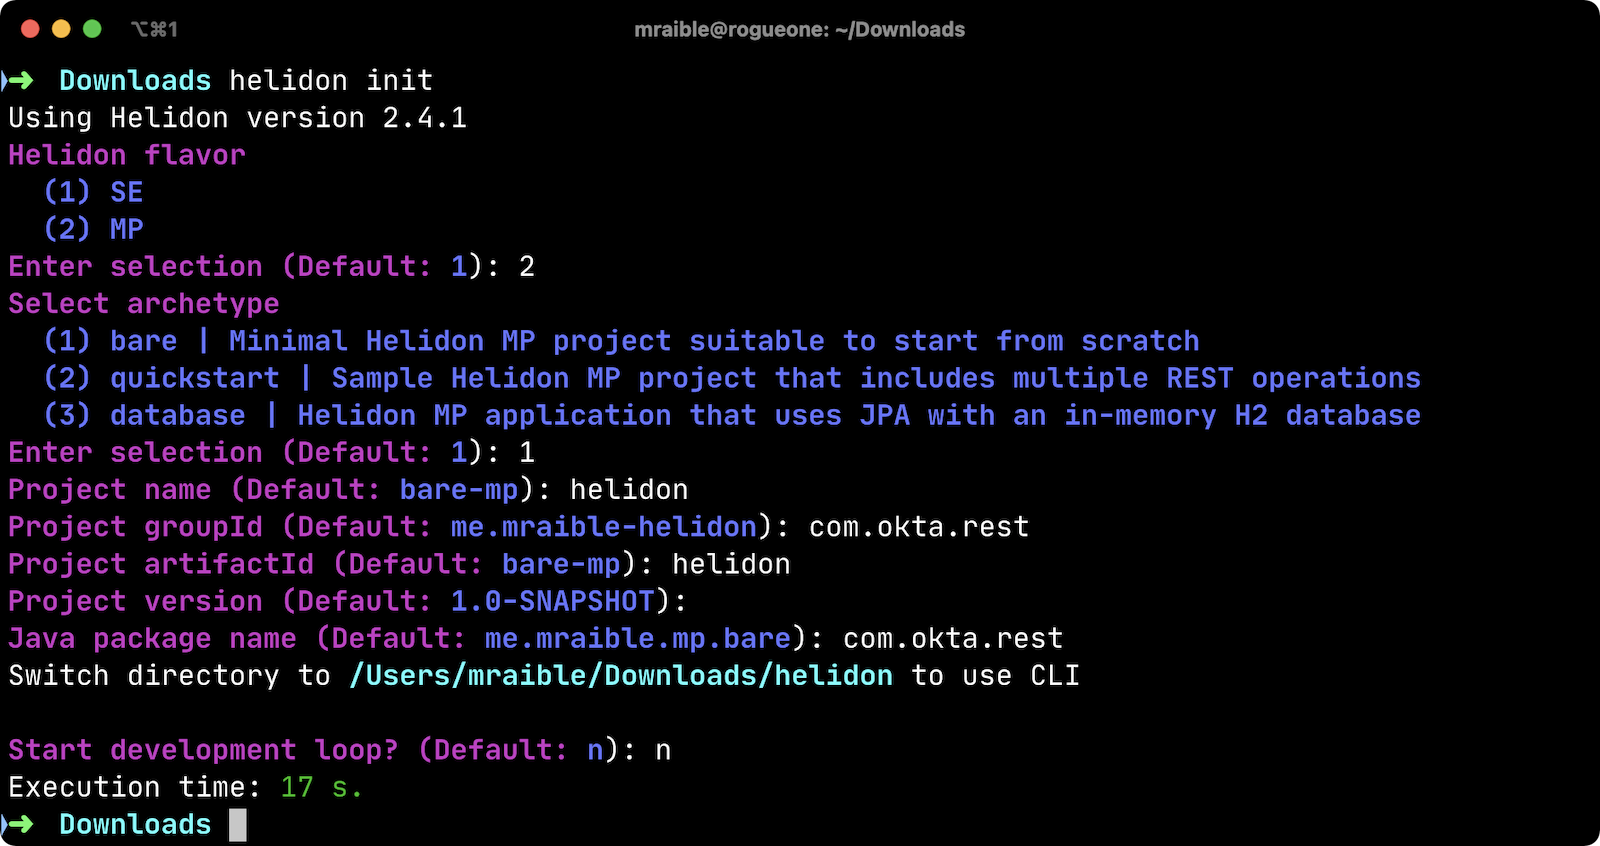 ⌥⌘1 mraible@rogueone: ~/Downloads
➜ Downloads helidon init
Using Helidon version 2.4.1
Helidon flavor
  (1) SE
  (2) MP
Enter selection (Default: 1): 2
Select archetype
  (1) bare | Minimal Helidon MP project suitable to start from scratch
  (2) quickstart | Sample Helidon MP project that includes multiple REST operations
  (3) database | Helidon MP application that uses JPA with an in-memory H2 database
Enter selection (Default: 1): 1
Project name (Default: bare-mp): helidon
Project groupId (Default: me.mraible-helidon): com.okta.rest
Project artifactId (Default: bare-mp): helidon
Project version (Default: 1.0-SNAPSHOT):
Java package name (Default: me.mraible.mp.bare): com.okta.rest
Switch directory to /Users/mraible/Downloads/helidon to use CLI
Start development loop? (Default: n): n
Execution time: 17 s.
➜ Downloads